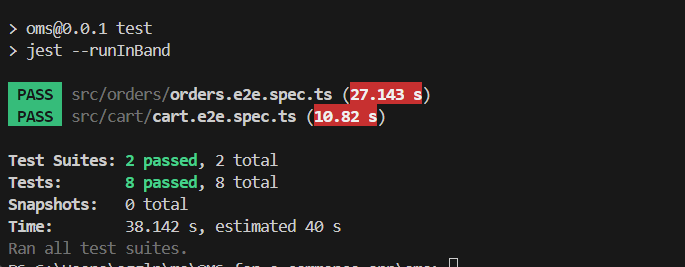 > oms@0.0.1 test
> jest --runInBand
PASS src/orders/orders.e2e.spec.ts (27.143 s)
PASS src/cart/cart.e2e.spec.ts (10.82 s)
Test Suites: 2 passed, 2 total
Tests: 8 passed, 8 total
Snapshots: 0 total
Time: 38.142 s, estimated 40 s
Ran all test suites.